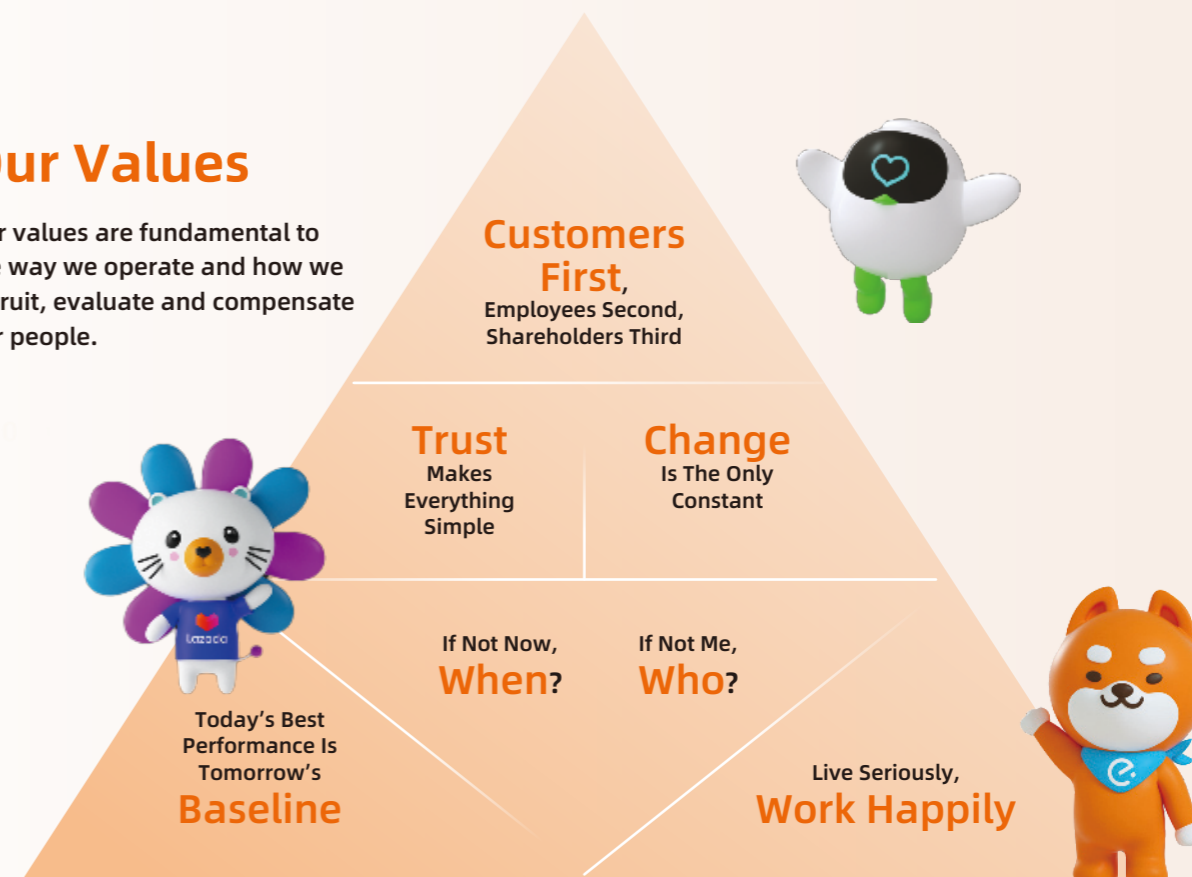 ur Values
r values are fundamental to
e way we operate and how we
ruit, evaluate and compensate
r people.
Customers
First,
Employees Second,
Shareholders Third
Trust
Makes
Everything
Simple
Change
Is The Only
Constant
Lazada
If Not Now,
When?
If Not Me,
Who?
Today's Best
Performance Is
Tomorrow's
Baseline
Live Seriously,
Work Happily
e